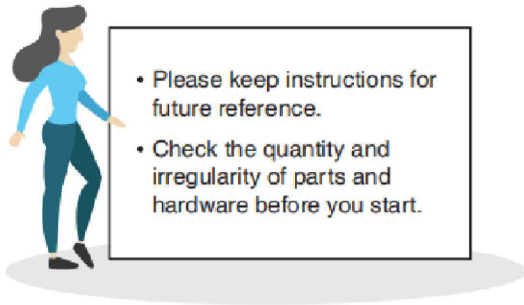 • Please keep instructions for
future reference.
• Check the quantity and
irregularity of parts and
hardware before you start.